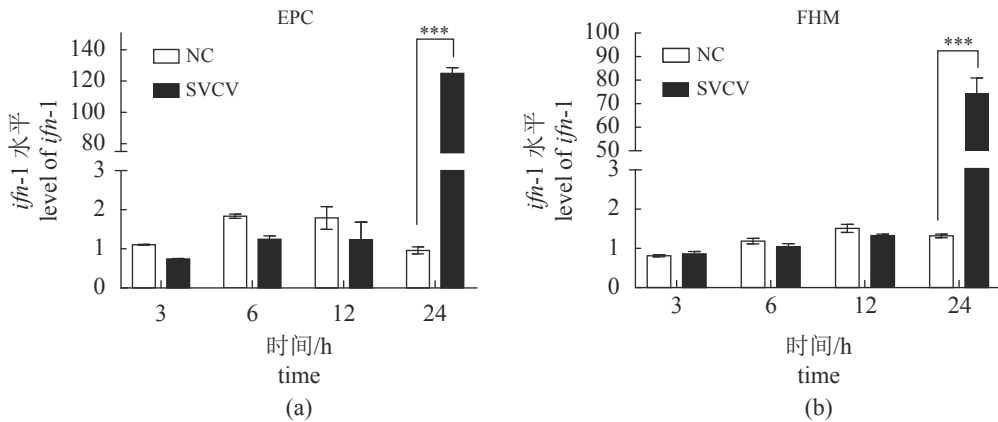 EPC
***
140
120
100
80
3
2
1
0
NC
SVCV
ifn-1 水平
level of ifn-1
3 6 12 24
时间/h
time
(a)
FHM
***
100
90
80
70
60
50
3
2
1
0
NC
SVCV
ifn-1 水平
level of ifn-1
3 6 12 24
时间/h
time
(b)